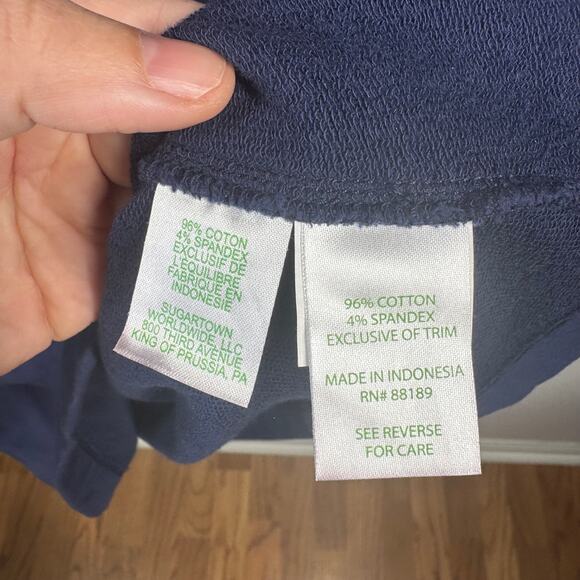 96% COTON
4% SPANDEX
EXCLUSIF DE
L'EQUILIBRE
FABRIQUE EN
INDONESIE
SUGARTOWN
WORLDWIDE, LLC
800 THIRD AVENUE
KING OF PRUSSIA, PA
96% COTTON
4% SPANDEX
EXCLUSIVE OF TRIM
MADE IN INDONESIA
RN# 88189
SEE REVERSE
FOR CARE